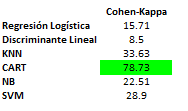 Cohen-Kappa
Regresión Logística 15.71
Discriminante Lineal 8.5
KNN 33.63
CART 78.73
NB 22.51
SVM 28.9